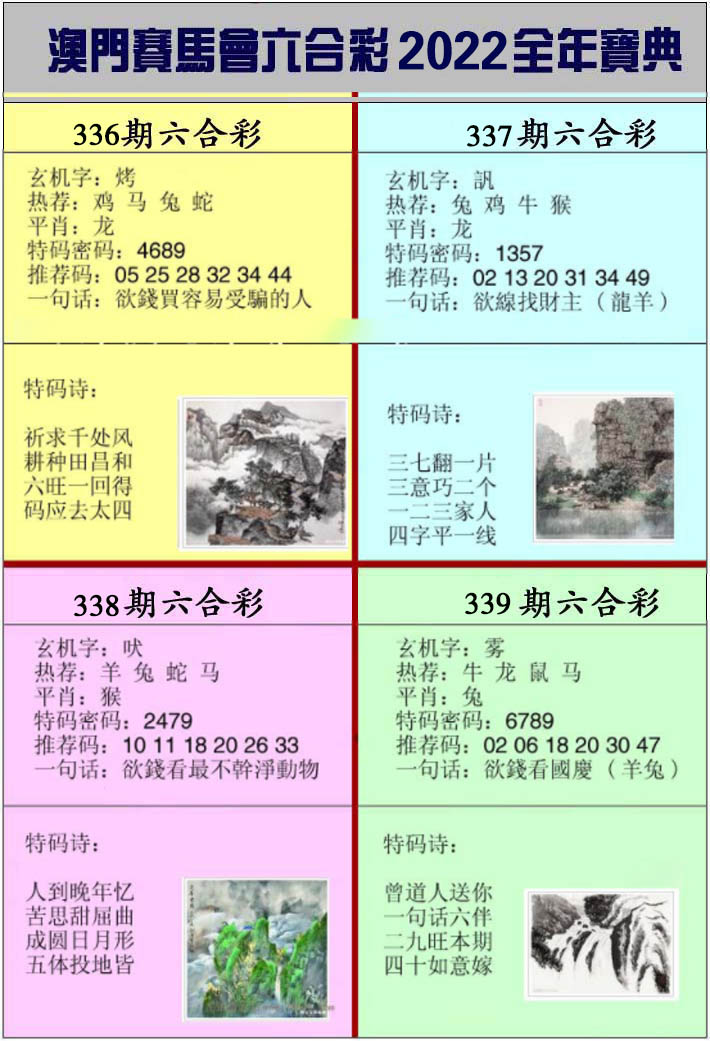 澳門賽馬會六合彩2022全年寶典
336期六合彩
玄机字：烤
热荐：鸡 马 兔 蛇
平肖：龙
特码密码：4689
推荐码：05 25 28 32 34 44
一句话：欲錢買容易受騙的人
特码诗：
祈求千处风
耕种田昌和
六旺一回得
码应去太四
337期六合彩
玄机字：訊
热荐：兔 鸡 牛 猴
平肖：龙
特码密码：1357
推荐码：02 13 20 31 34 49
一句话：欲線找財主（龍羊）
特码诗：
三七翻一片
三意巧二个
一二三家人
四字平一线
338期六合彩
玄机字：吠
热荐：羊 兔 蛇 马
平肖：猴
特码密码：2479
推荐码：10 11 18 20 26 33
一句话：欲錢看最不幹淨動物
特码诗：
人到晚年忆
苦思甜屈曲
成圆日月形
五体投地皆
339期六合彩
玄机字：雾
热荐：牛 龙 鼠 马
平肖：兔
特码密码：6789
推荐码：02 06 18 20 30 47
一句话：欲錢看國慶（羊兔）
特码诗：
曾道人送你
一句话六伴
二九旺本期
四十如意嫁